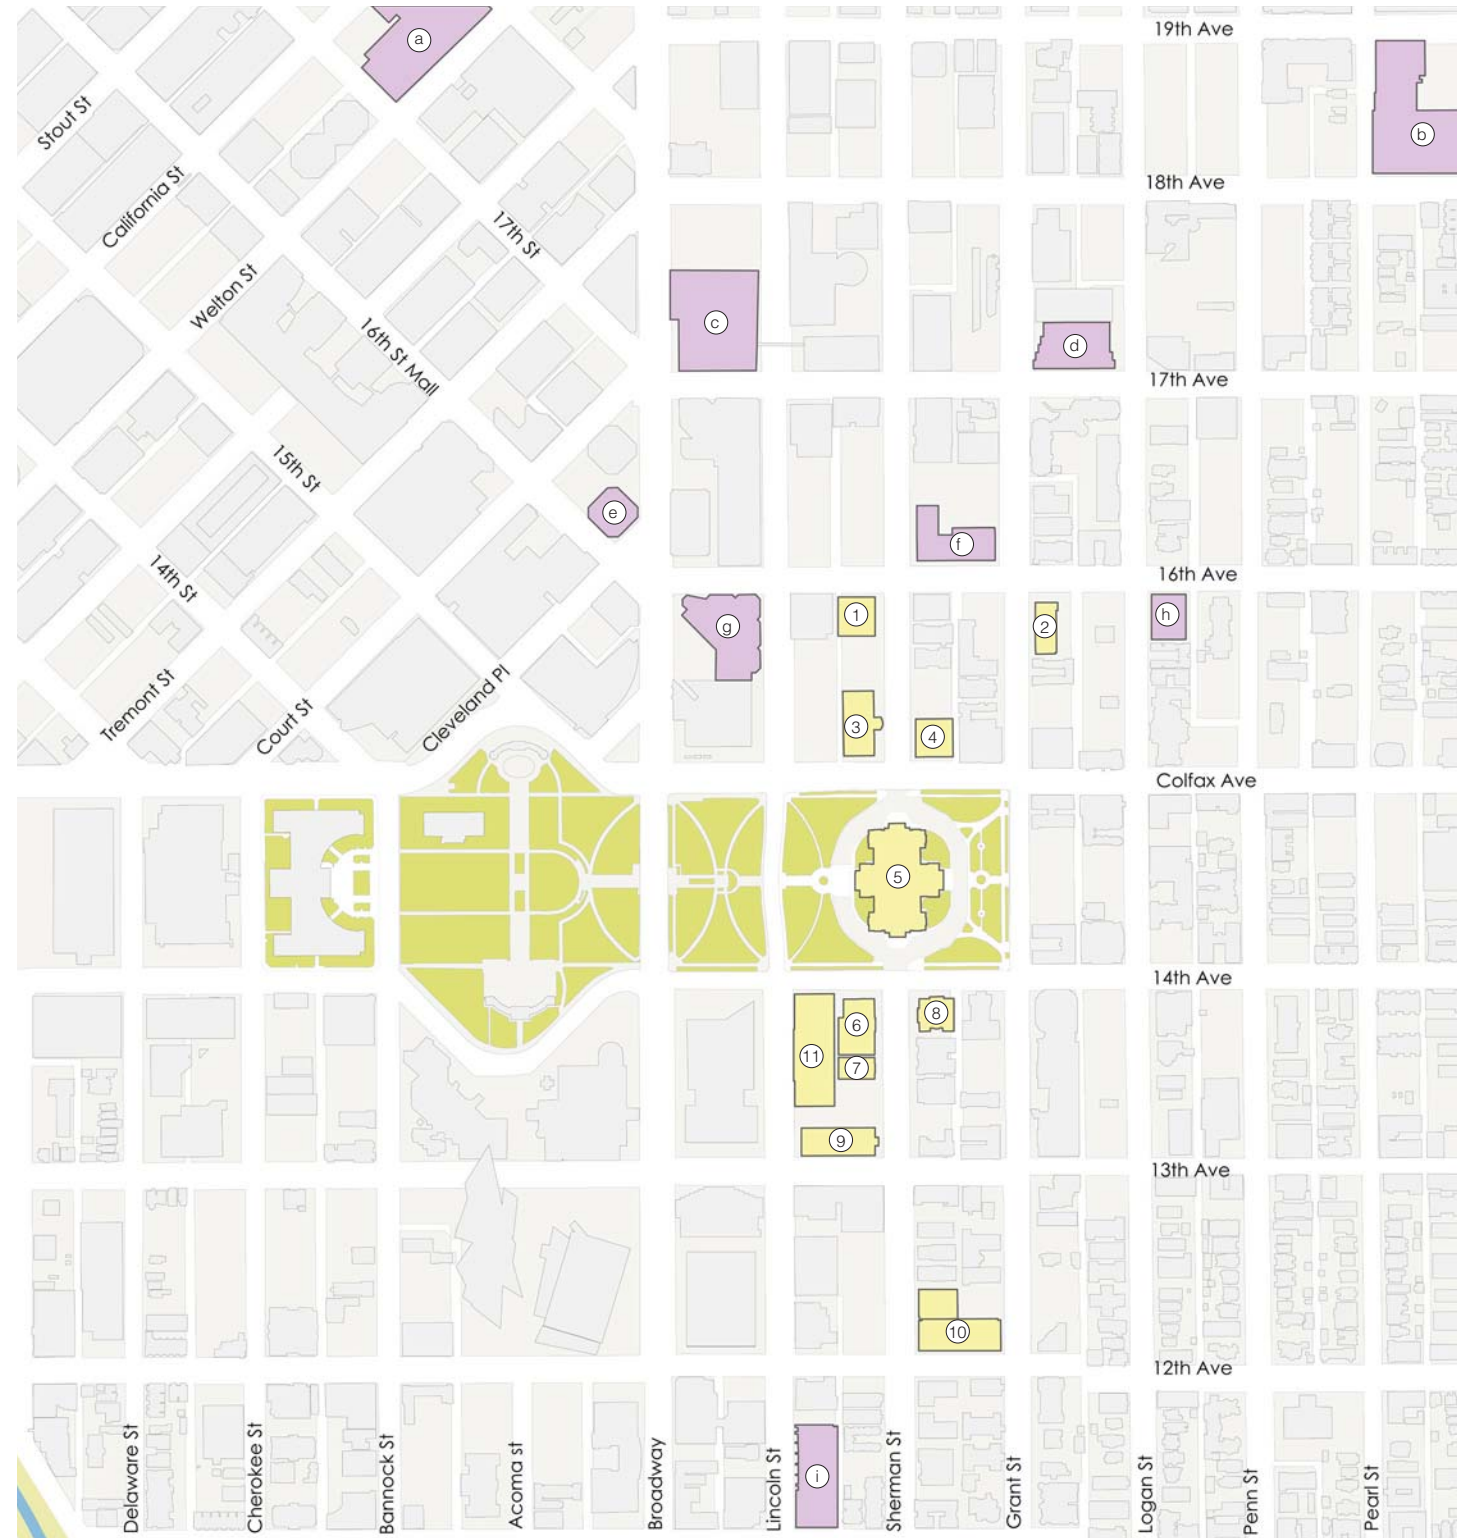 19th Ave
a
Stout St
b
18th Ave
California St
17th St
Welton St
c
16th St Mall
d
17th Ave
15th St
e
f
14th St
16th Ave
g
1
2
h
Tremont St
Court St
Cleveland Pl
3
4
Colfax Ave
5
14th Ave
6
8
11
7
9
13th Ave
10
12th Ave
i
Delaware St
Cherokee St
Bannock St
Acoma st
Broadway
Lincoln St
Sherman St
Grant St
Logan St
Penn St
Pearl St